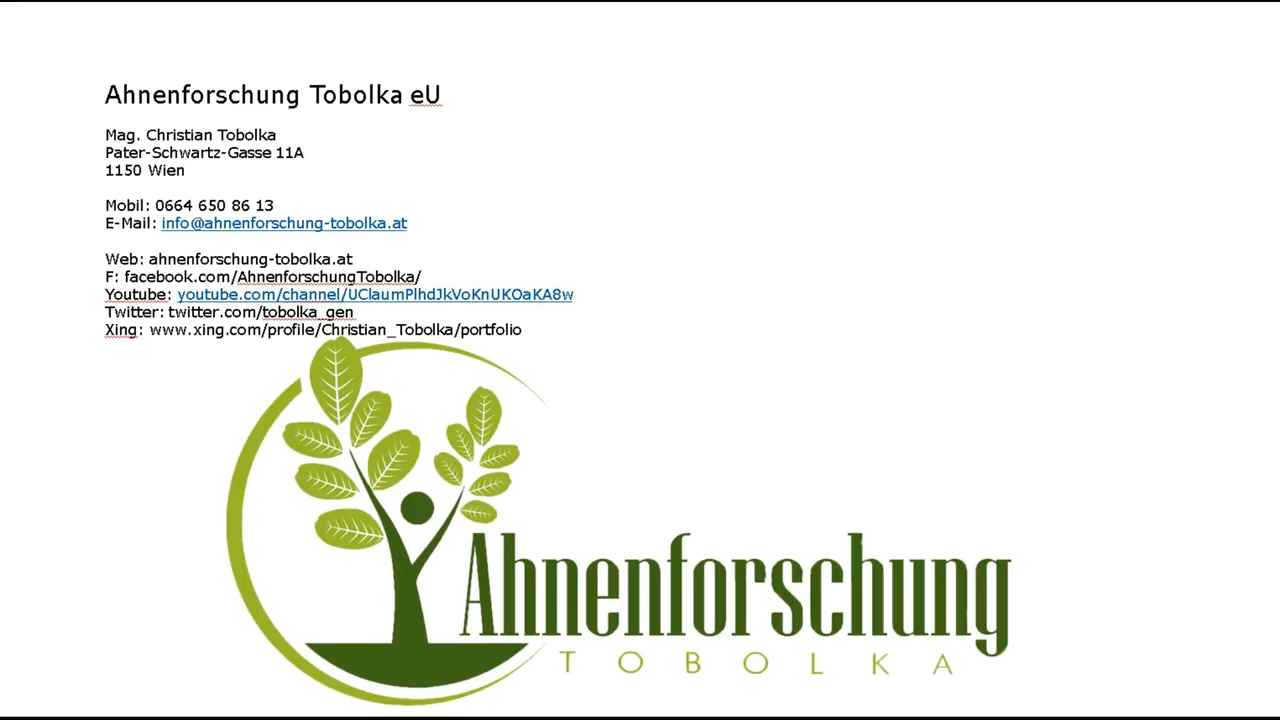 Ahnenforschung Tobolka eU
Mag. Christian Tobolka
Pater-Schwartz-Gasse 11A
1150 Wien
Mobil: 0664 650 86 13
E-Mail: info@ahnenforschung-tobolka.at
Web: ahnenforschung-tobolka.at
F: facebook.com/AhnenforschungTobolka/
Youtube: youtube.com/channel/UClaumPlhdJkVoKnUKOaKA8w
Twitter: twitter.com/tobolka_gen
Xing: www.xing.com/profile/Christian_Tobolka/portfolio
Ahnenforschung
TOBOLKA